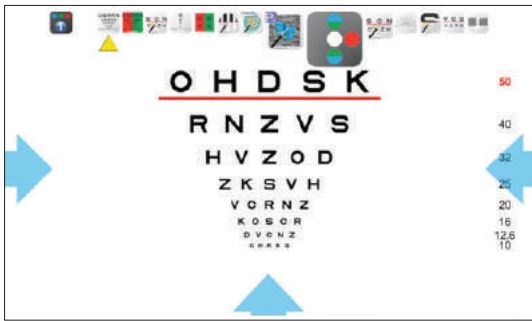 O H D S K 50
R N Z V S 40
H V Z O D 32
Z K S V H 25
V C R N Z 20
K O S C R 16
D V O N Z 12.6
10